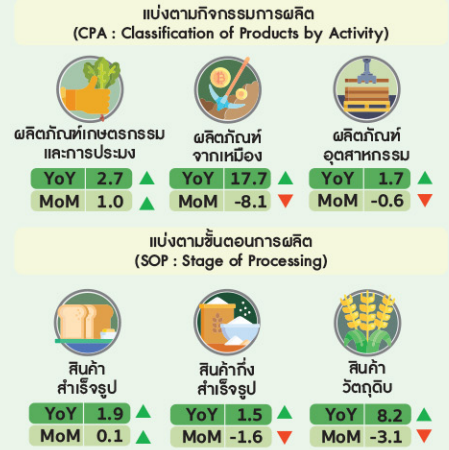 แบ่งตามกิจกรรมการผลิต
(CPA : Classification of Products by Activity)
ผลิตภัณฑ์เกษตรกรรม
และการประมง
YoY 2.7
MoM 1.0
ผลิตภัณฑ์
จากเหมือง
YoY 17.7
MoM -8.1
ผลิตภัณฑ์
อุตสาหกรรม
YoY 1.7
MoM -0.6
แบ่งตามขั้นตอนการผลิต
(SOP : Stage of Processing)
สินค้า
สำเร็จรูป
YoY 1.9
MoM 0.1
สินค้ากึ่ง
สำเร็จรูป
YoY 1.5
MoM -1.6
สินค้า
วัตถุดิบ
YoY 8.2
MoM -3.1